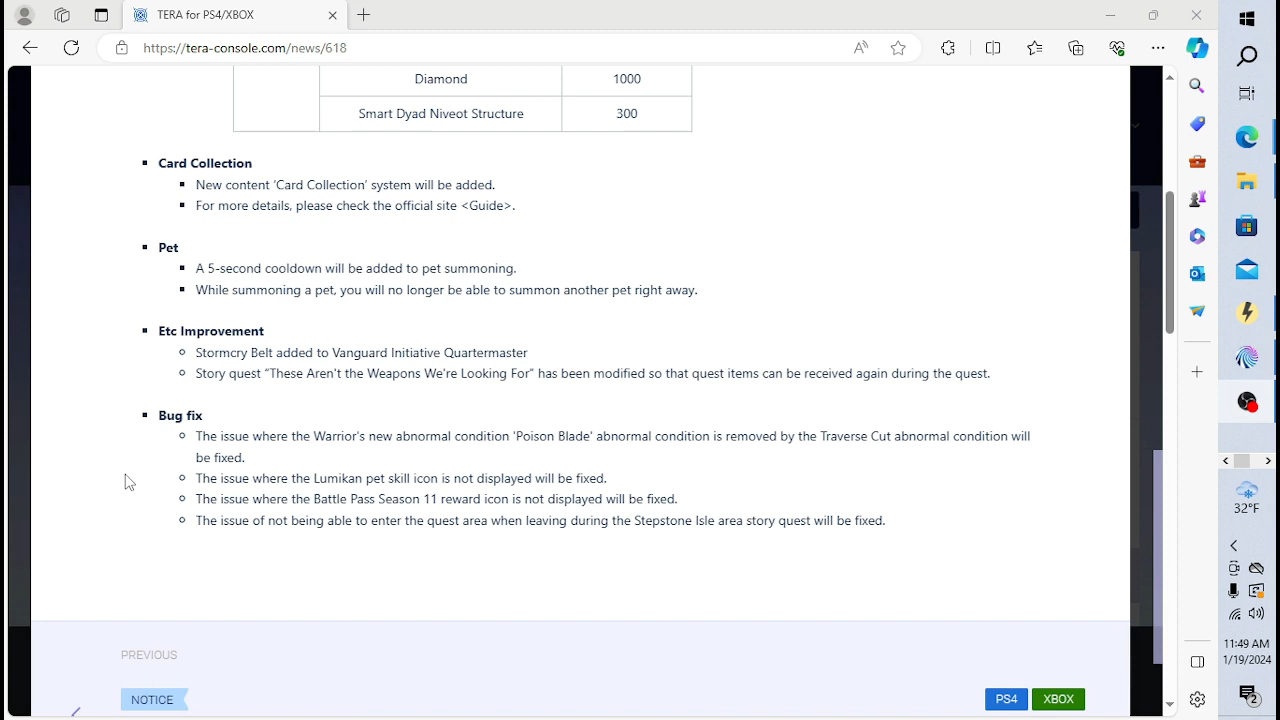 TERA for PS4/XBOX
https://tera-console.com/news/618
Diamond 1000
Smart Dyad Niveot Structure 300
Card Collection
New content 'Card Collection' system will be added.
For more details, please check the official site <Guide>.
Pet
A 5-second cooldown will be added to pet summoning.
While summoning a pet, you will no longer be able to summon another pet right away.
Etc Improvement
Stormcry Belt added to Vanguard Initiative Quartermaster
Story quest "These Aren't the Weapons We're Looking For" has been modified so that quest items can be received again during the quest.
Bug fix
The issue where the Warrior's new abnormal condition 'Poison Blade' abnormal condition is removed by the Traverse Cut abnormal condition will
be fixed.
The issue where the Lumikan pet skill icon is not displayed will be fixed.
The issue where the Battle Pass Season 11 reward icon is not displayed will be fixed.
The issue of not being able to enter the quest area when leaving during the Stepstone Isle area story quest will be fixed.
PREVIOUS
NOTICE
PS4 XBOX
32°F
11:49 AM
1/19/2024
2